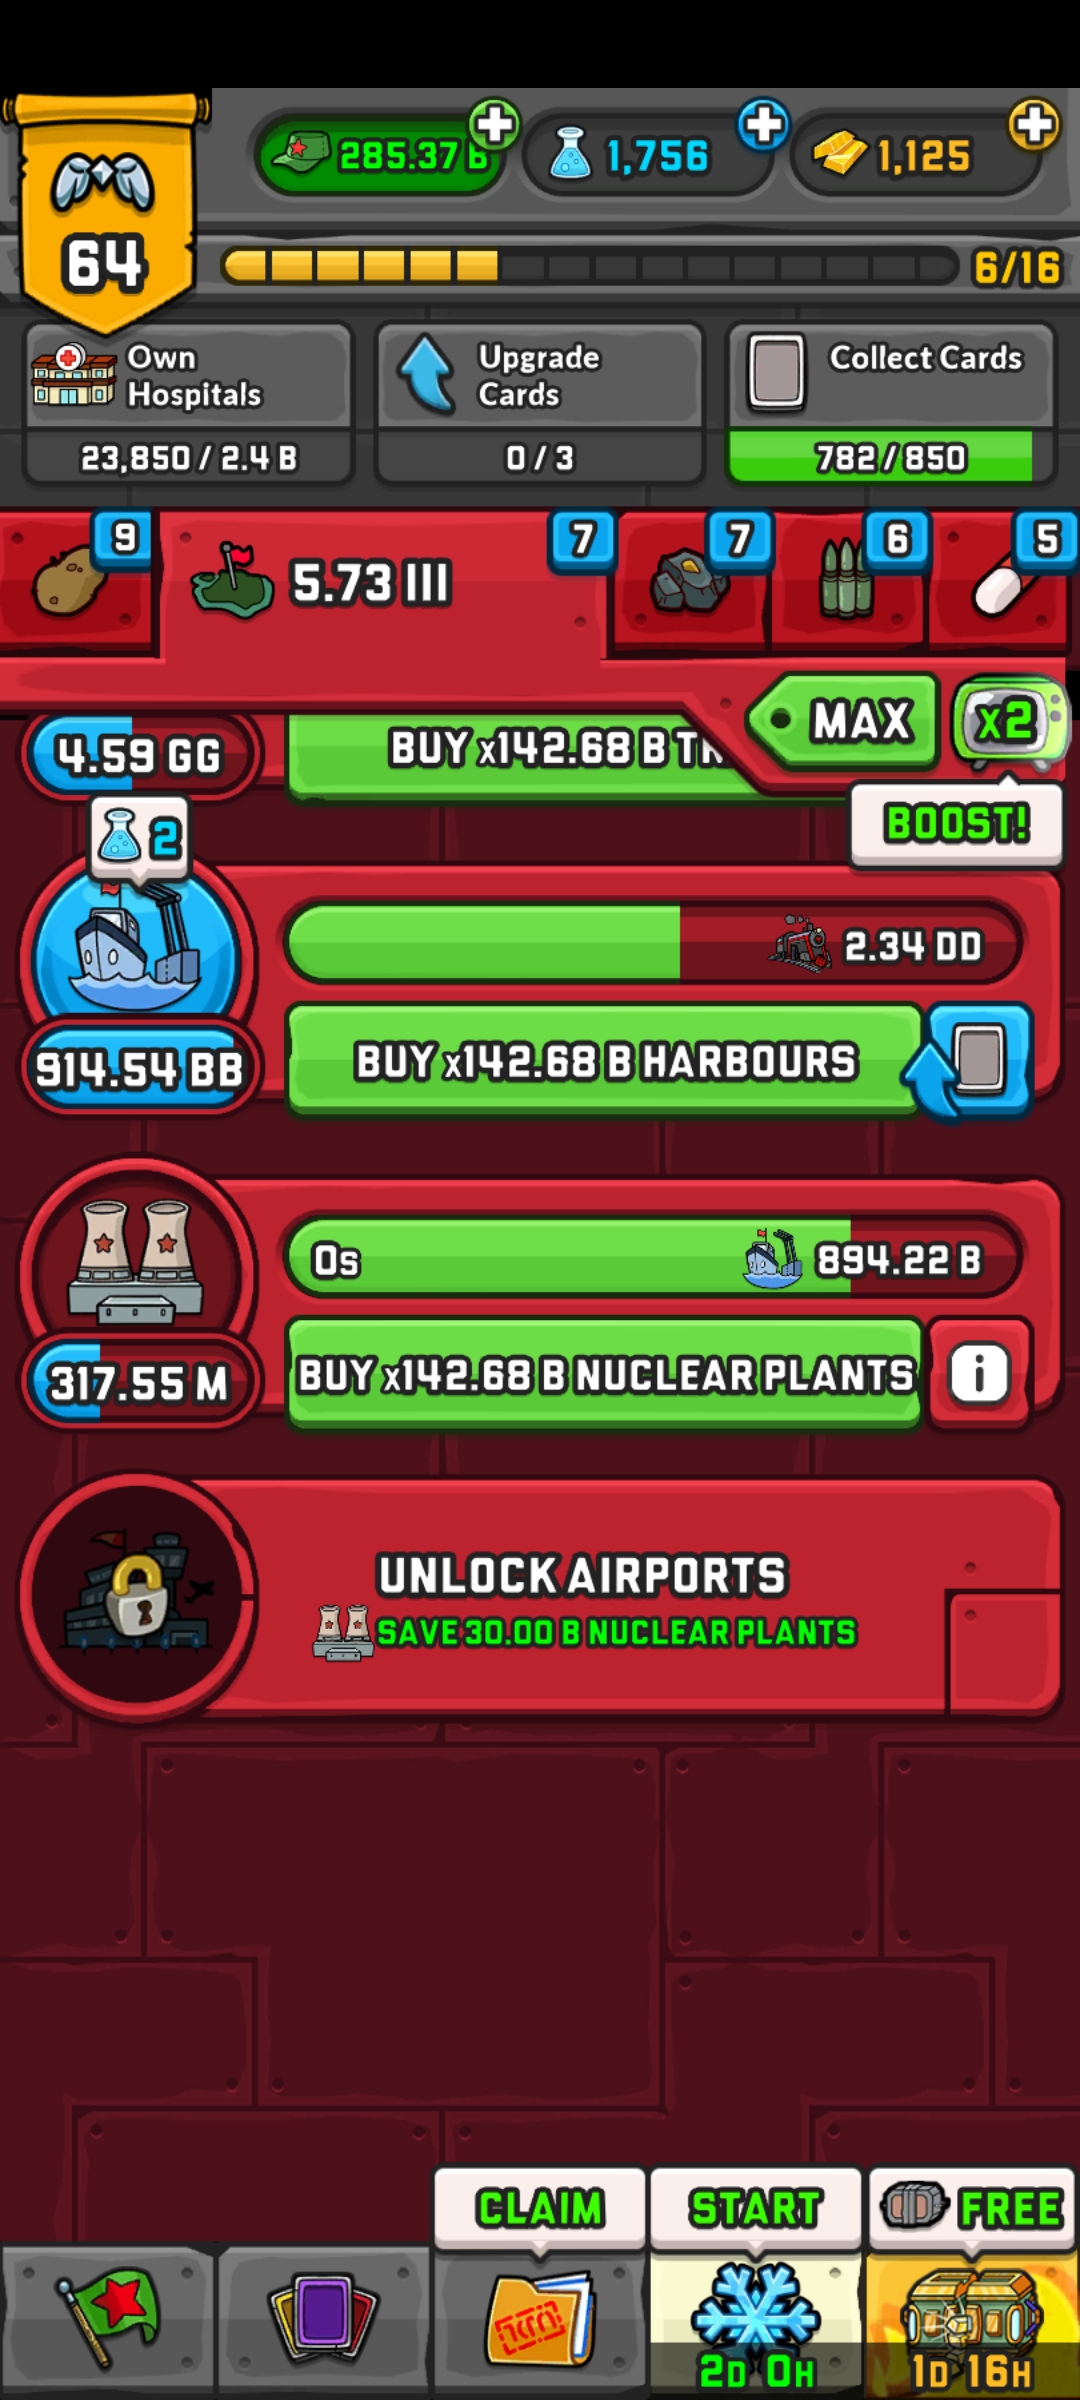 285.37 B
1,756
1,125
64
6/16
Own
Hospitals
23,850 / 2.4 B
Upgrade
Cards
0 / 3
Collect Cards
782 / 850
9
5.73 III
7
7
6
5
MAX
x2
4.59 GG
BUY x142.68 B TR
BOOST!
2
2.34 DD
914.54 BB
BUY x142.68 B HARBOURS
0s
894.22 B
317.55 M
BUY x142.68 B NUCLEAR PLANTS
i
UNLOCK AIRPORTS
SAVE 30.00 B NUCLEAR PLANTS
CLAIM
START
FREE
2D 0H
1D 16H